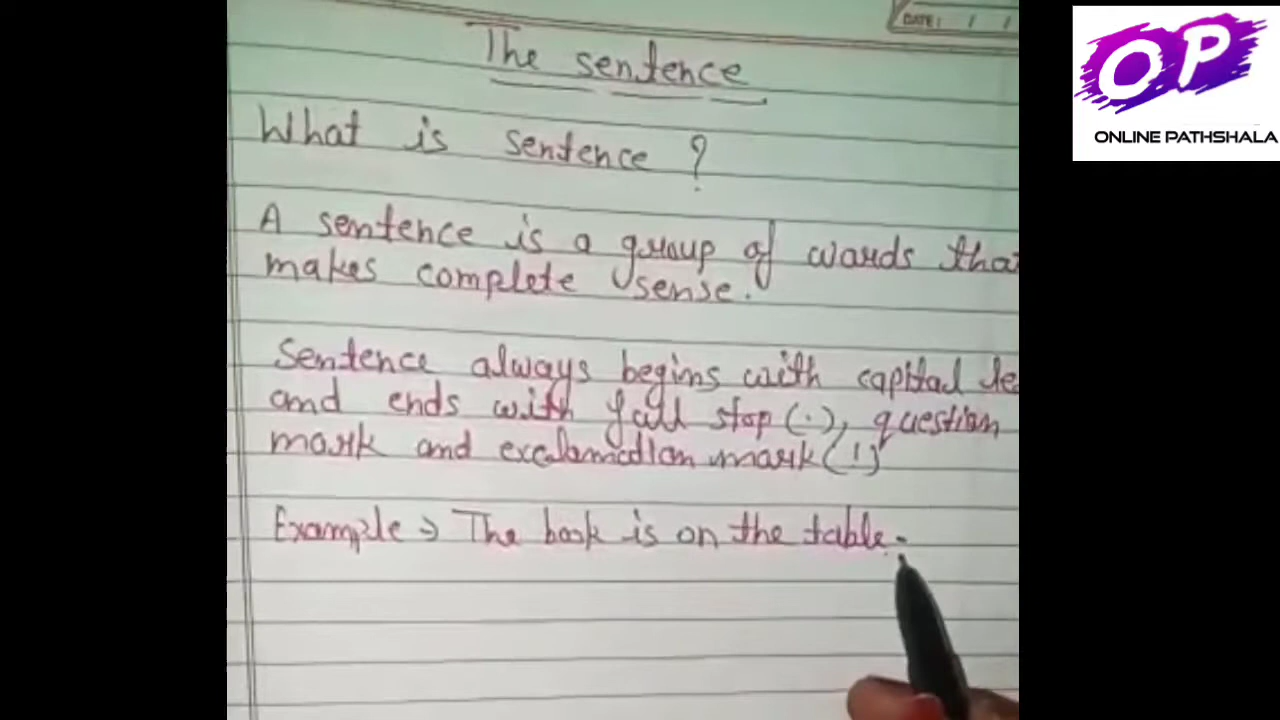 DATE: / /
OP
ONLINE PATHSHALA
The sentence
What is sentence ?
A sentence is a group of words that
makes complete sense.
Sentence always begins with capital le
and ends with full stop (.), question
mark and exclamation mark (!)
Example → The book is on the table.